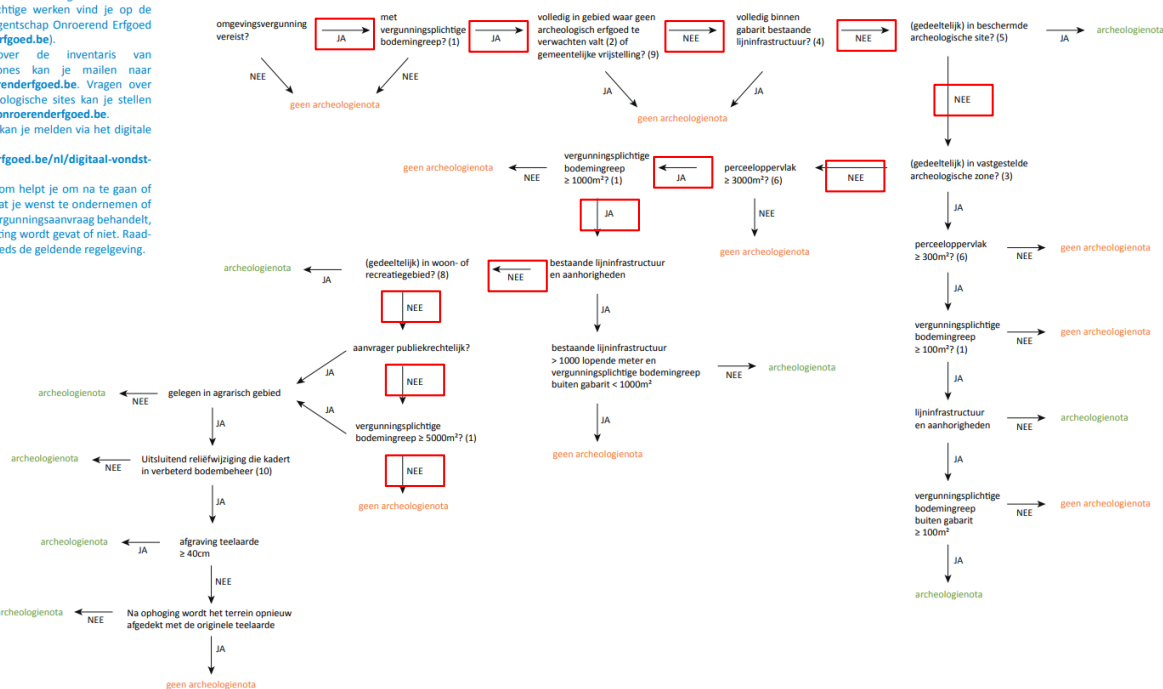 chtige werken vind je op de
gentschap Onroerend Erfgoed
rfgoed.be).
over de inventaris van
ones kan je mailen naar
renderfgoed.be. Vragen over
ologische sites kan je stellen
onroerenderfgoed.be.
kan je melden via het digitale
rfgoed.be/nl/digitaal-vondst-
om helpt je om na te gaan of
at je wenst te ondernemen of
rgunningsaanvraag behandelt,
ting wordt gevat of niet. Raad-
eds de geldende regelgeving.
omgevingsvergunning
vereist?
JA
NEE
met
vergunningsplichtige
bodemingreep? (1)
JA
NEE
geen archeologienota
volledig in gebied waar geen
archeologisch erfgoed te
verwachten valt (2) of
gemeentelijke vrijstelling? (9)
NEE
JA
volledig binnen
gabarit bestaande
lijninfrastructuur? (4)
NEE
JA
geen archeologienota
(gedeeltelijk) in beschermde
archeologische site? (5)
JA
archeologienota
NEE
(gedeeltelijk) in vastgestelde
archeologische zone? (3)
NEE
JA
perceeloppervlak
≥ 3000m²? (6)
JA
NEE
geen archeologienota
vergunningsplichtige
bodemingreep
≥ 1000m²? (1)
NEE
geen archeologienota
JA
bestaande lijninfrastructuur
en aanhorigheden
NEE
JA
(gedeeltelijk) in woon- of
recreatiegebied? (8)
JA
archeologienota
NEE
aanvrager publiekrechtelijk?
JA
NEE
vergunningsplichtige
bodemingreep ≥ 5000m²? (1)
JA
NEE
geen archeologienota
bestaande lijninfrastructuur
> 1000 lopende meter en
vergunningsplichtige bodemingreep
buiten gabarit < 1000m²
NEE
archeologienota
JA
geen archeologienota
gelegen in agrarisch gebied
NEE
archeologienota
JA
Uitsluitend reliëfwijziging die kadert
in verbeterd bodembeheer (10)
NEE
archeologienota
JA
afgraving teelaarde
≥ 40cm
JA
archeologienota
NEE
Na ophoging wordt het terrein opnieuw
afgedekt met de originele teelaarde
NEE
archeologienota
JA
geen archeologienota
perceeloppervlak
≥ 300m²? (6)
NEE
geen archeologienota
JA
vergunningsplichtige
bodemingreep
≥ 100m²? (1)
NEE
geen archeologienota
JA
lijninfrastructuur
en aanhorigheden
NEE
archeologienota
JA
vergunningsplichtige
bodemingreep
buiten gabarit
≥ 100m²
NEE
geen archeologienota
JA
archeologienota